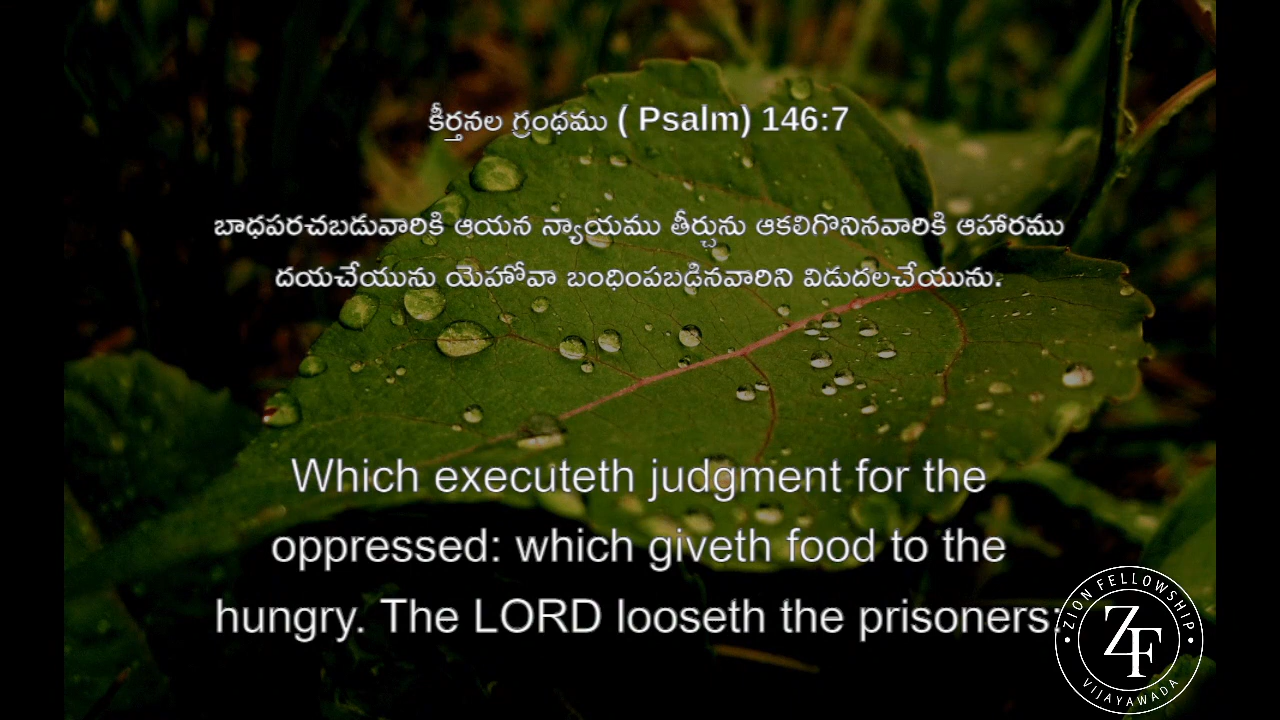 కీర్తనల గ్రంథము ( Psalm) 146:7
బాధపరచబడువారికి ఆయన న్యాయము తీర్చును ఆకలిగొనినవారికి ఆహారము
దయచేయును యెహోవా బంధింపబడినవారిని విడుదలచేయును.
Which executeth judgment for the
oppressed: which giveth food to the
hungry. The LORD looseth the prisoners:
ZION FELLOWSHIP
ZF
VIJAYAWADA